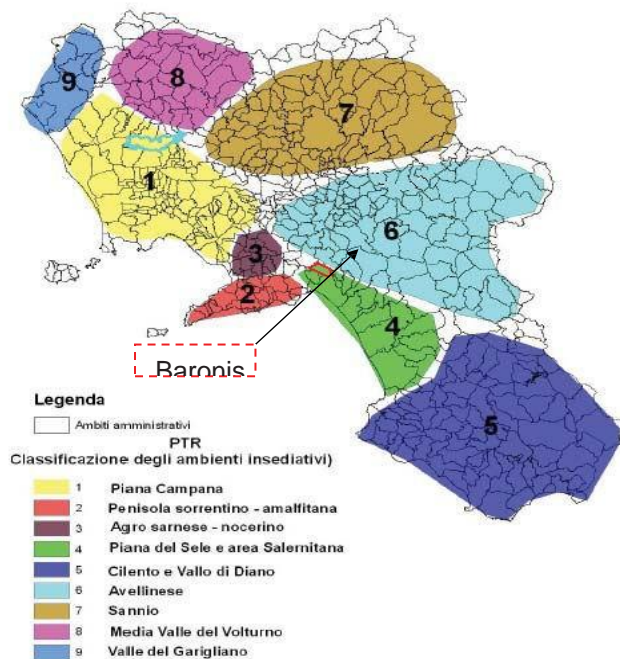 9
8
7
1
6
3
2
4
5
Baronis
Legenda
Ambiti amministrativi
PTR
Classificazione degli ambienti insediativi)
1 Piana Campana
2 Penisola sorrentino - amalfitana
3 Agro sarnese - nocerino
4 Piana del Sele e area Salernitana
5 Cilento e Vallo di Diano
6 Avellinese
7 Sannio
8 Media Valle del Volturno
9 Valle del Garigliano